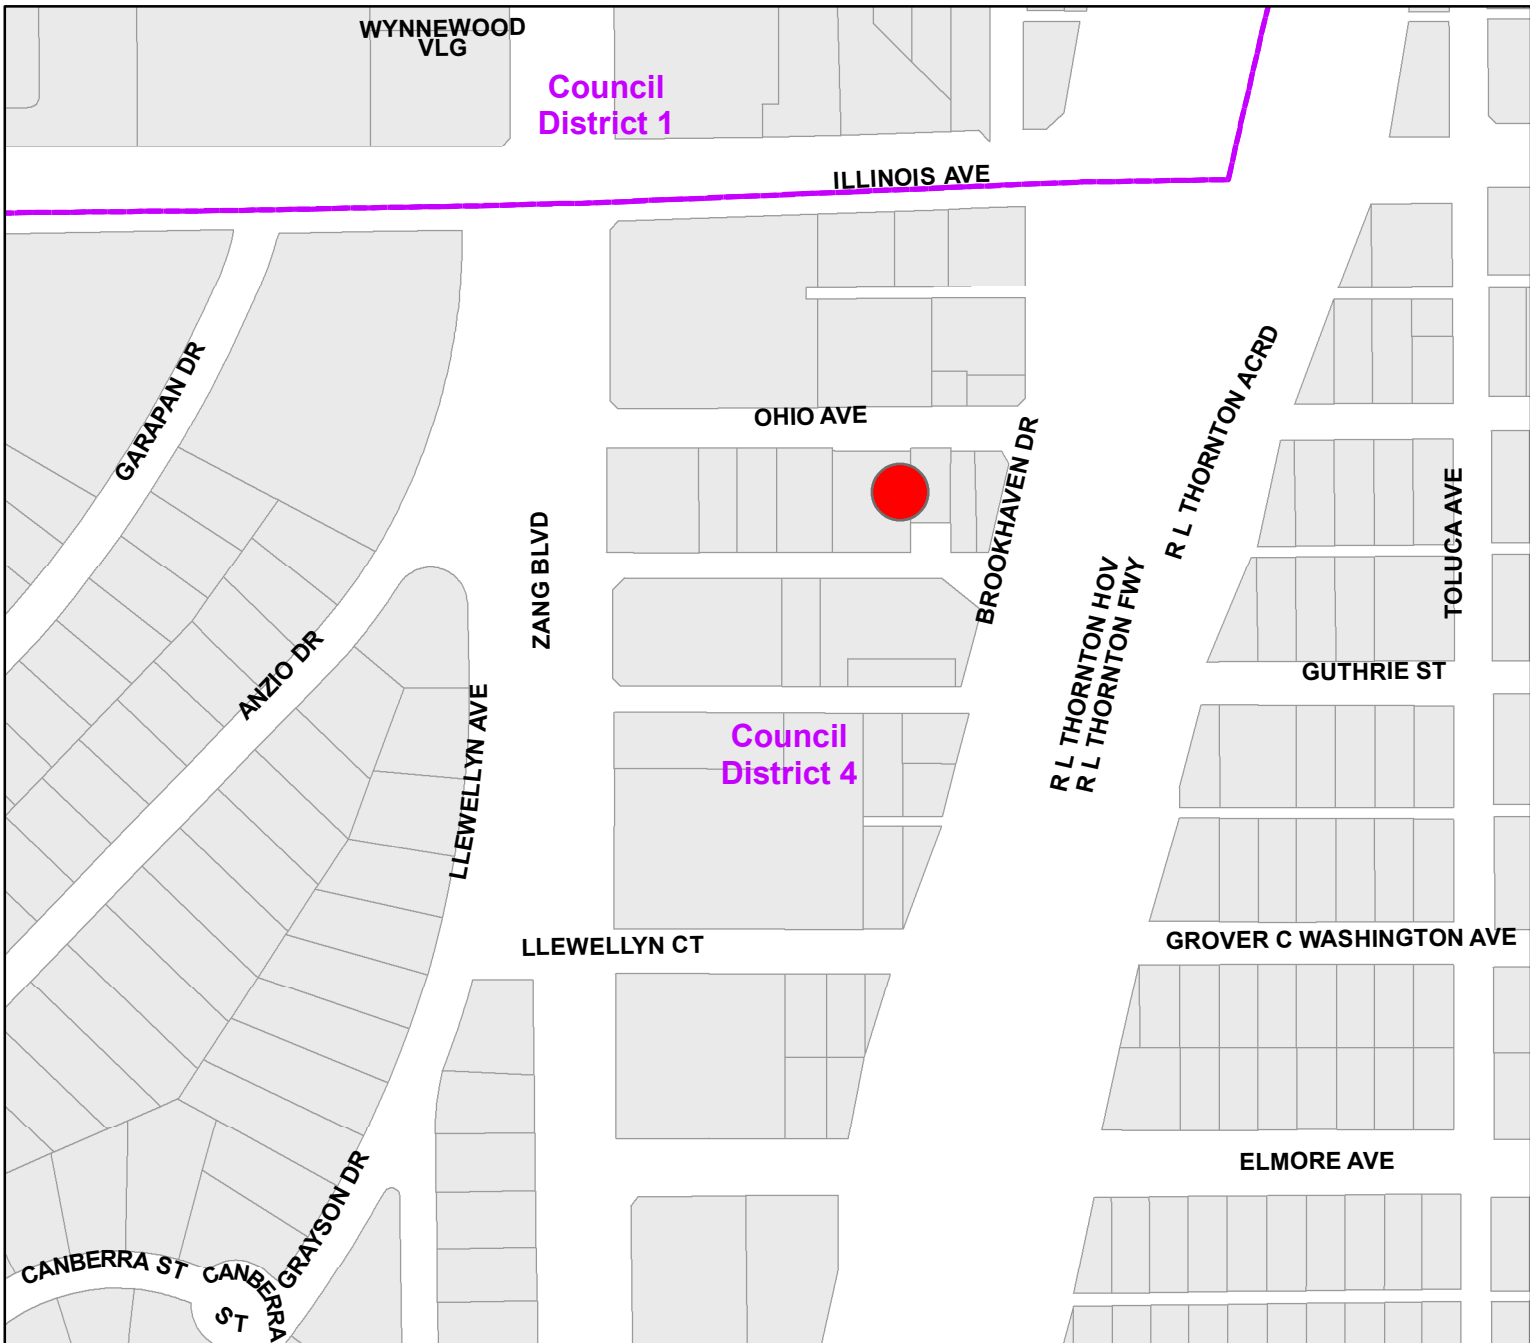 WYNNEWOOD
VLG
Council
District 1
ILLINOIS AVE
GARAPAN DR
R L THORNTON ACRD
OHIO AVE
BROOKHAVEN DR
TOLUCA AVE
ZANG BLVD
R L THORNTON HOV
R L THORNTON FWY
ANZIO DR
GUTHRIE ST
LLEWELLYN AVE
Council
District 4
LLEWELLYN CT
GROVER C WASHINGTON AVE
ELMORE AVE
GRAYSON DR
CANBERRA ST
CANBERRA
ST